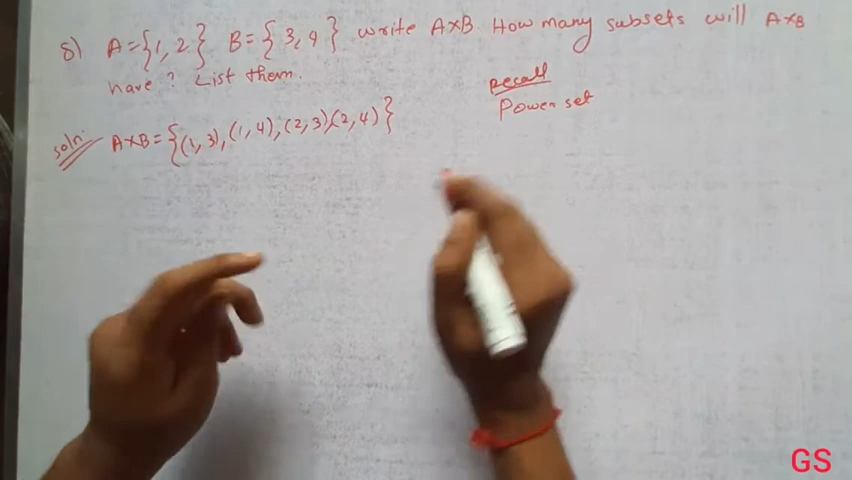 8) A={1,2} B={3,4} write A×B. How many subsets will A×B
have? List them.
recall
Power set
soln: A×B={(1,3),(1,4),(2,3),(2,4)}
GS